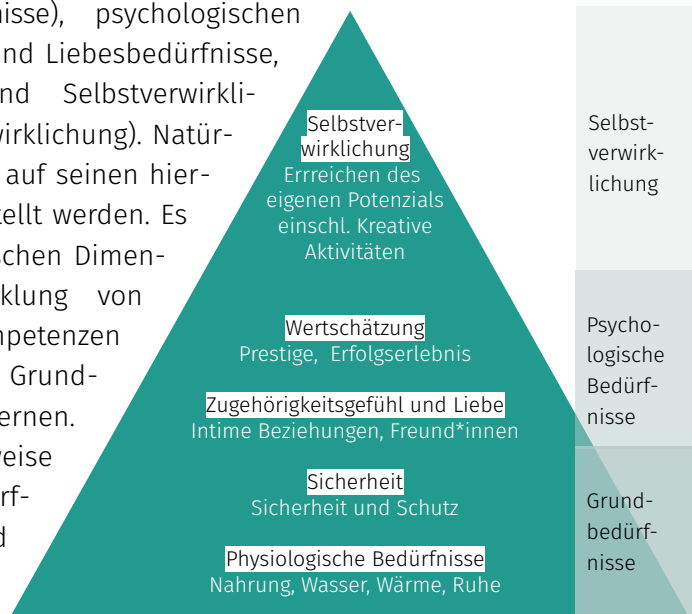 nisse), psychologischen
nd Liebesbedürfnisse,
nd Selbstverwirkli-
wirklichung). Natür-
auf seinen hier-
tellt werden. Es
schen Dimen-
klung von
mpetenzen
Grund-
ernen.
weise
rf-
d
Selbstver-
wirklichung
Errreichen des
eigenen Potenzials
einschl. Kreative
Aktivitäten
Wertschätzung
Prestige, Erfolgserlebnis
Zugehörigkeitsgefühl und Liebe
Intime Beziehungen, Freund*innen
Sicherheit
Sicherheit und Schutz
Physiologische Bedürfnisse
Nahrung, Wasser, Wärme, Ruhe
Selbst-
verwirk-
lichung
Psycho-
logische
Bedürf-
nisse
Grund-
bedürf-
nisse